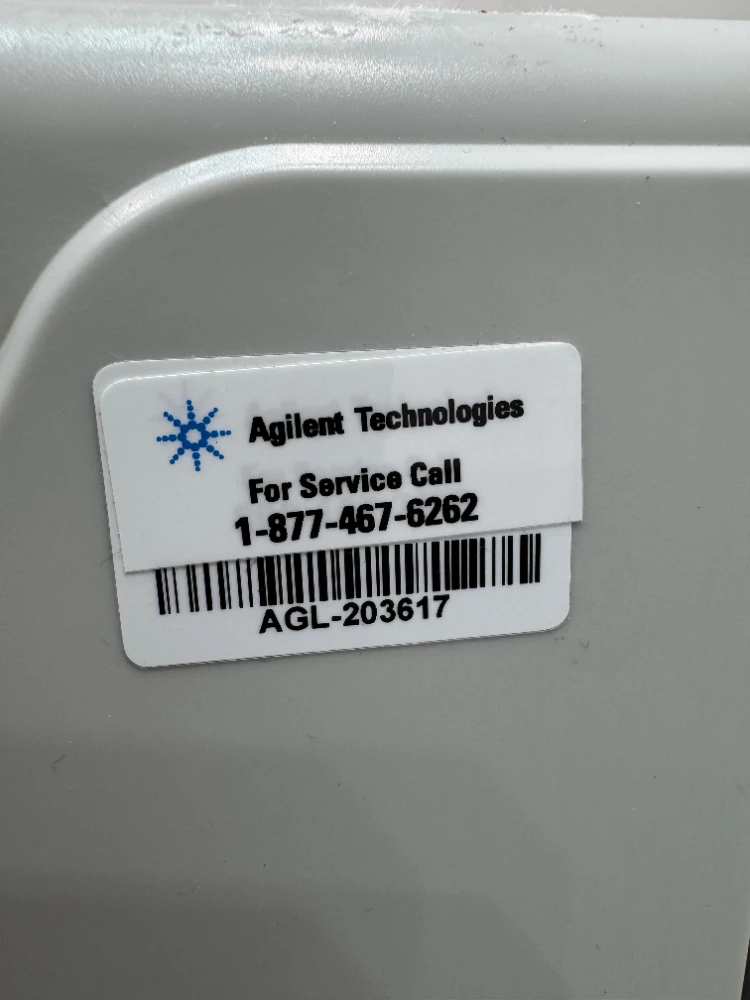 Agilent Technologies
For Service Call
1-877-467-6262
AGL-203617